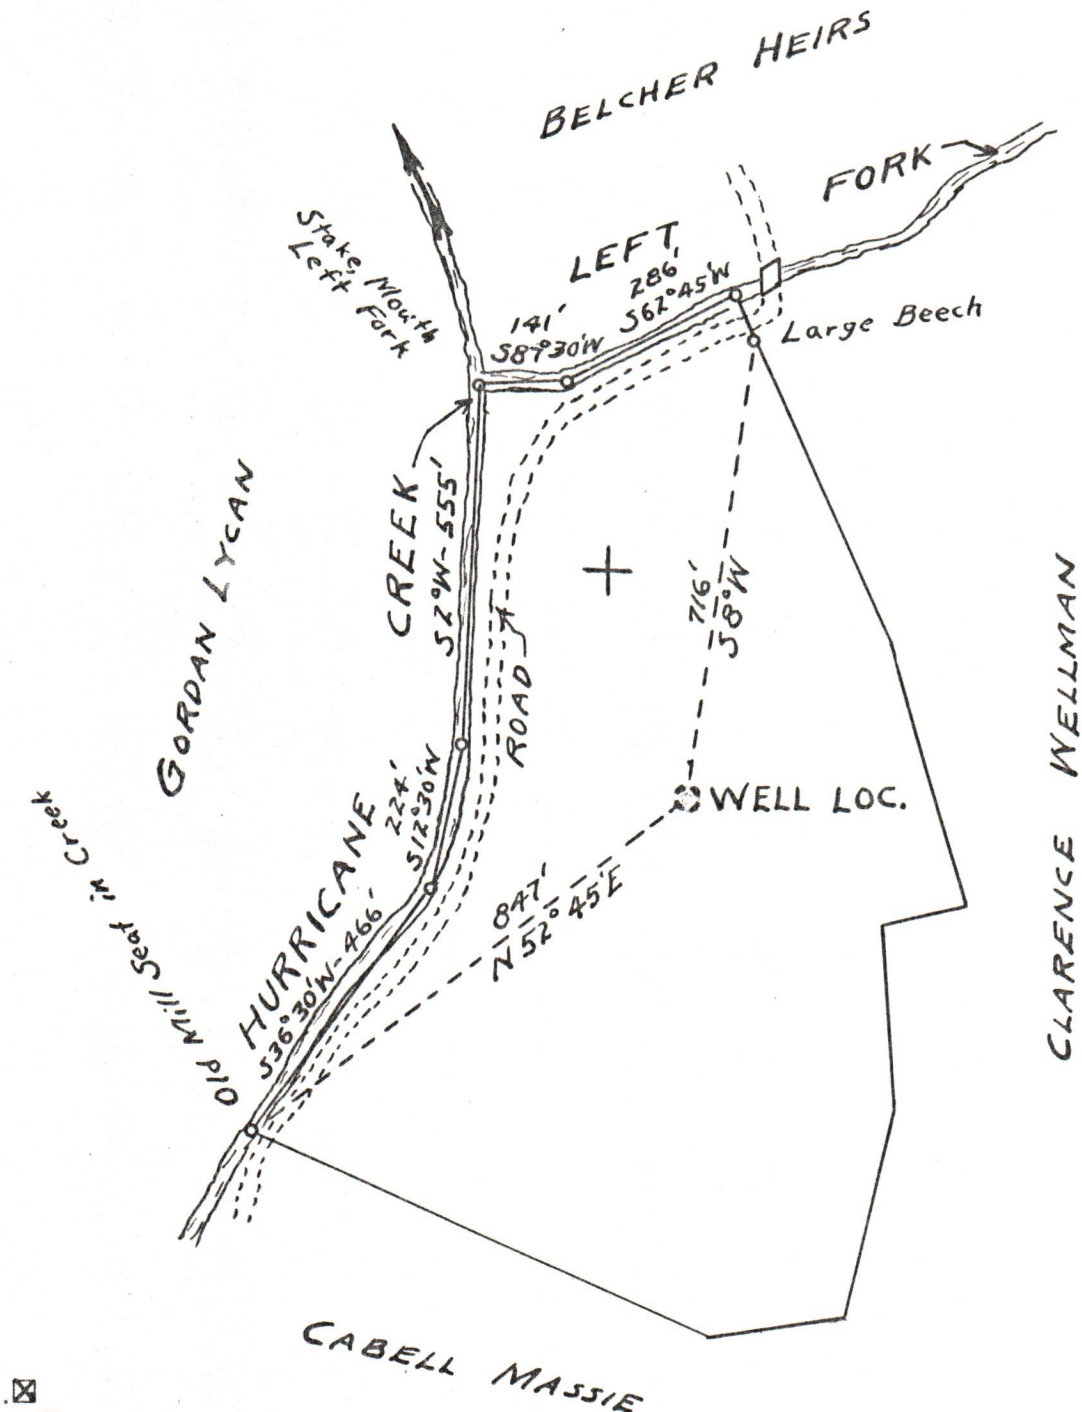 BELCHER HEIRS
FORK
LEFT
286'
S62°45'W
141'
S87°30'W
Stake, Mouth
Left Fork
Large Beech
CREEK
S2°W-555'
GORDAN LYCAN
716'
S8°W
ROAD
WELL LOC.
CLARENCE WELLMAN
224'
S12°30'W
HURRICANE
S36°30'W-466'
847'
N52°45'E
Old Mill Seat in Creek
CABELL MASSIE